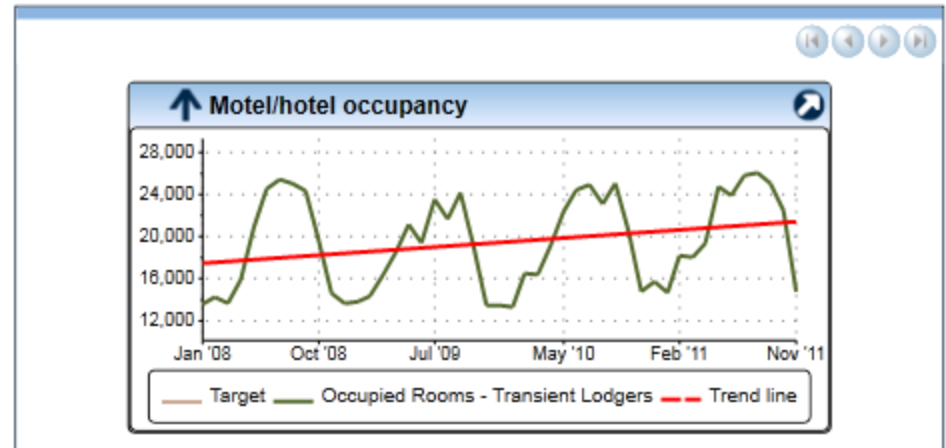 Motel/hotel occupancy
28,000
24,000
20,000
16,000
12,000
Jan '08 Oct '08 Jul '09 May '10 Feb '11 Nov '11
Target Occupied Rooms - Transient Lodgers Trend line